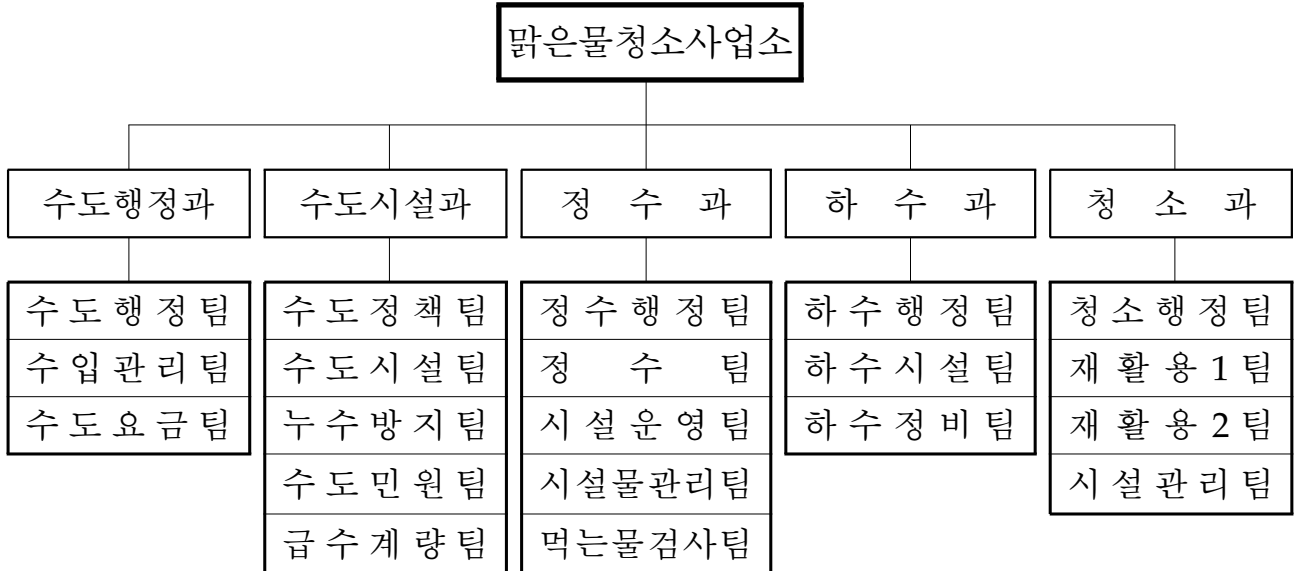 맑은물청소사업소
수도행정과
수도시설과
정 수 과
하 수 과
청 소 과
수도행정팀
수입관리팀
수도요금팀
수도정책팀
수도시설팀
누수방지팀
수도민원팀
급수계량팀
정수행정팀
정 수 팀
시설운영팀
시설물관리팀
먹는물검사팀
하수행정팀
하수시설팀
하수정비팀
청소행정팀
재활용1팀
재활용2팀
시설관리팀